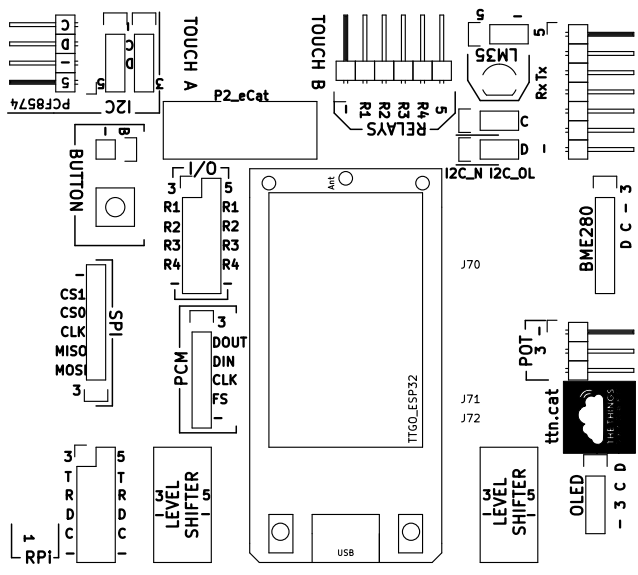 C
D
-
5
PCF8574
I
C
D
5
3
I2C
TOUCH A
P2_eCat
TOUCH B
- R1 R2 R3 R4 5
RELAYS
5 -
5
LM35
Rx Tx
C
D I
I2C_N I2C_OL
- B
BUTTON
I/O
3 5
R1 R1
R2 R2
R3 R3
R4 R4
- -
Ant
J70
BME280
D C - 3
-
CS1
CS0
CLK
MISO
MOSI
3
SPI
3
DOUT
DIN
CLK
FS
-
PCM
TTGO_ESP32
J71
J72
POT
3 -
ttn.cat
THE THINGS
3 5
T T
R R
D D
C C
- -
1
RPi
3 - LEVEL SHIFTER 5 -
USB
3 - LEVEL SHIFTER 5 -
OLED
- 3 C D